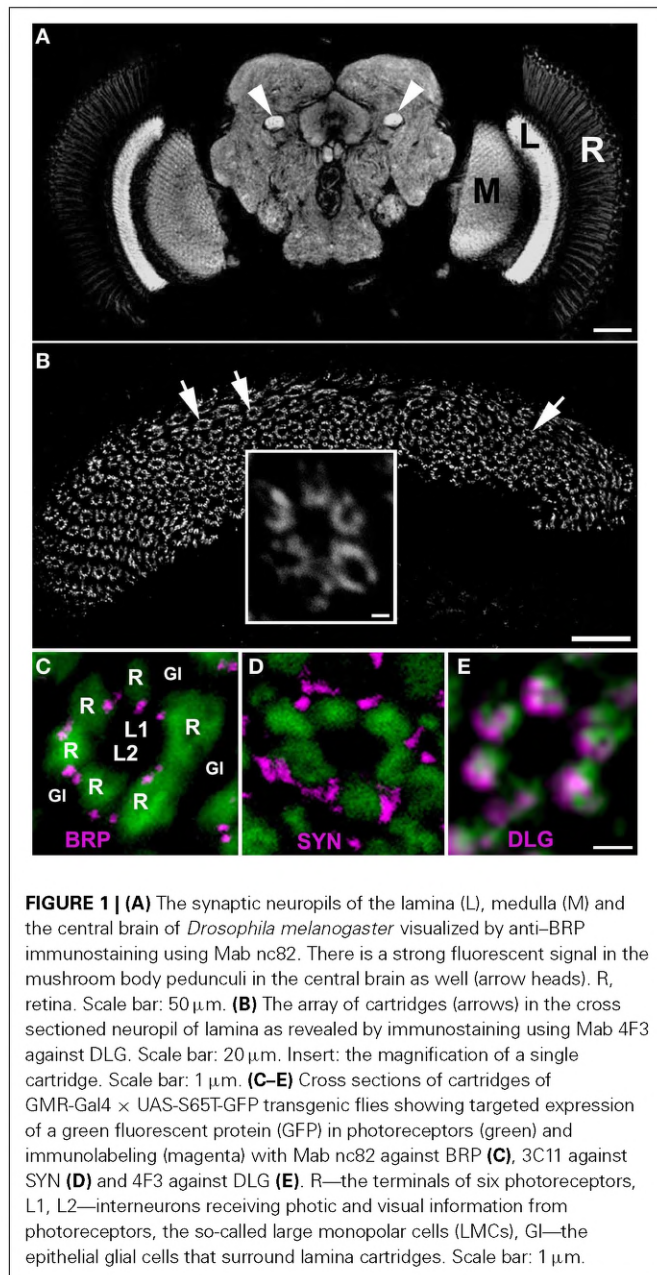 A
L
R
M
B
C
R
GI
R
R
L1
R
R
L2
GI
GI
R
R
BRP
D
SYN
E
DLG
FIGURE 1 | (A) The synaptic neuropils of the lamina (L), medulla (M) and
the central brain of Drosophila melanogaster visualized by anti–BRP
immunostaining using Mab nc82. There is a strong fluorescent signal in the
mushroom body pedunculi in the central brain as well (arrow heads). R,
retina. Scale bar: 50 μm. (B) The array of cartridges (arrows) in the cross
sectioned neuropil of lamina as revealed by immunostaining using Mab 4F3
against DLG. Scale bar: 20 μm. Insert: the magnification of a single
cartridge. Scale bar: 1 μm. (C–E) Cross sections of cartridges of
GMR-Gal4 × UAS-S65T-GFP transgenic flies showing targeted expression
of a green fluorescent protein (GFP) in photoreceptors (green) and
immunolabeling (magenta) with Mab nc82 against BRP (C), 3C11 against
SYN (D) and 4F3 against DLG (E). R—the terminals of six photoreceptors,
L1, L2—interneurons receiving photic and visual information from
photoreceptors, the so-called large monopolar cells (LMCs), GI—the
epithelial glial cells that surround lamina cartridges. Scale bar: 1 μm.